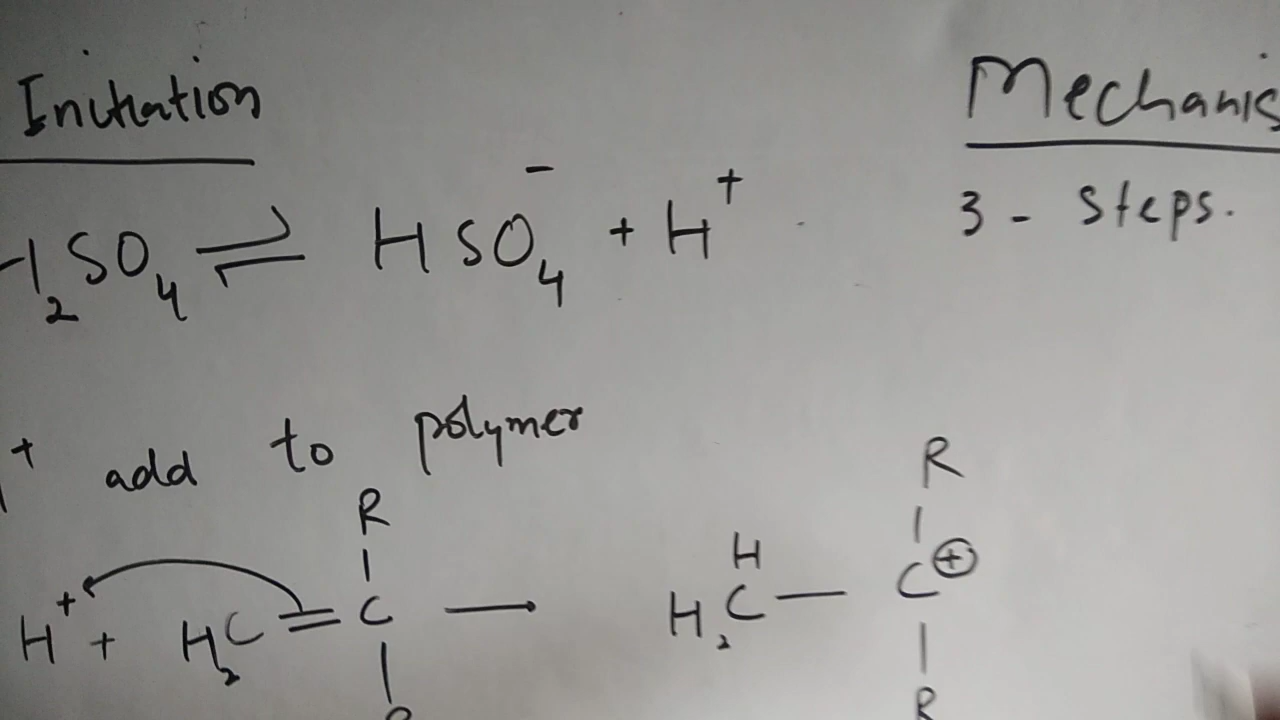 Initiation
Mechanis
3 - Steps.
H₂SO₄ ⇌ HSO₄⁻ + H⁺
⁺ add to polymer
R
R
H⁺ + H₂C = C → H₂C — C ⊕
H
R